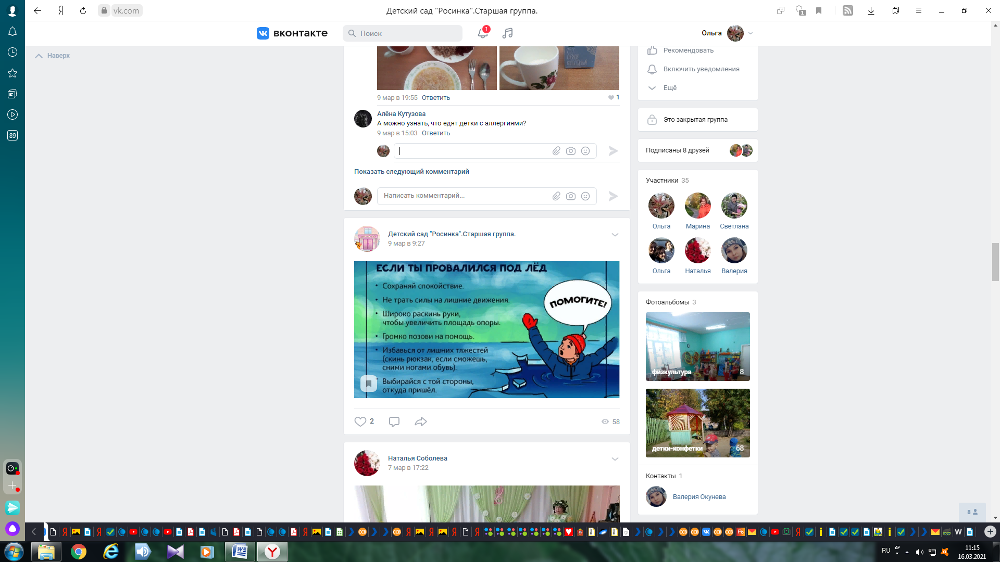 vk.com
Детский сад "Росинка".Старшая группа.
1
вконтакте
Поиск
1
Ольга
Наверх
Рекомендовать
Включить уведомления
Ещё
9 мар в 19:55 Ответить
1
Алёна Кутузова
А можно узнать, что едят детки с аллергиями?
9 мар в 15:03 Ответить
Показать следующий комментарий
Написать комментарий...
Это закрытая группа
Подписаны 8 друзей
Участники 35
Ольга Марина Светлана
Ольга Наталья Валерия
Детский сад "Росинка".Старшая группа.
9 мар в 9:27
ЕСЛИ ТЫ ПРОВАЛИЛСЯ ПОД ЛЁД
• Сохраняй спокойствие.
• Не трать силы на лишние движения.
• Широко раскинь руки,
чтобы увеличить площадь опоры.
• Громко позови на помощь.
• Избавься от лишних тяжестей
(скинь рюкзак, если сможешь,
сними ногами обувь).
• Выбирайся с той стороны,
откуда пришёл.
ПОМОГИТЕ!
2
58
Наталья Соболева
7 мар в 17:22
Фотоальбомы 3
физкультура 8
детки-конфетки 68
Контакты 1
Валерия Окунева
8
89
RU
11:15
16.03.2021